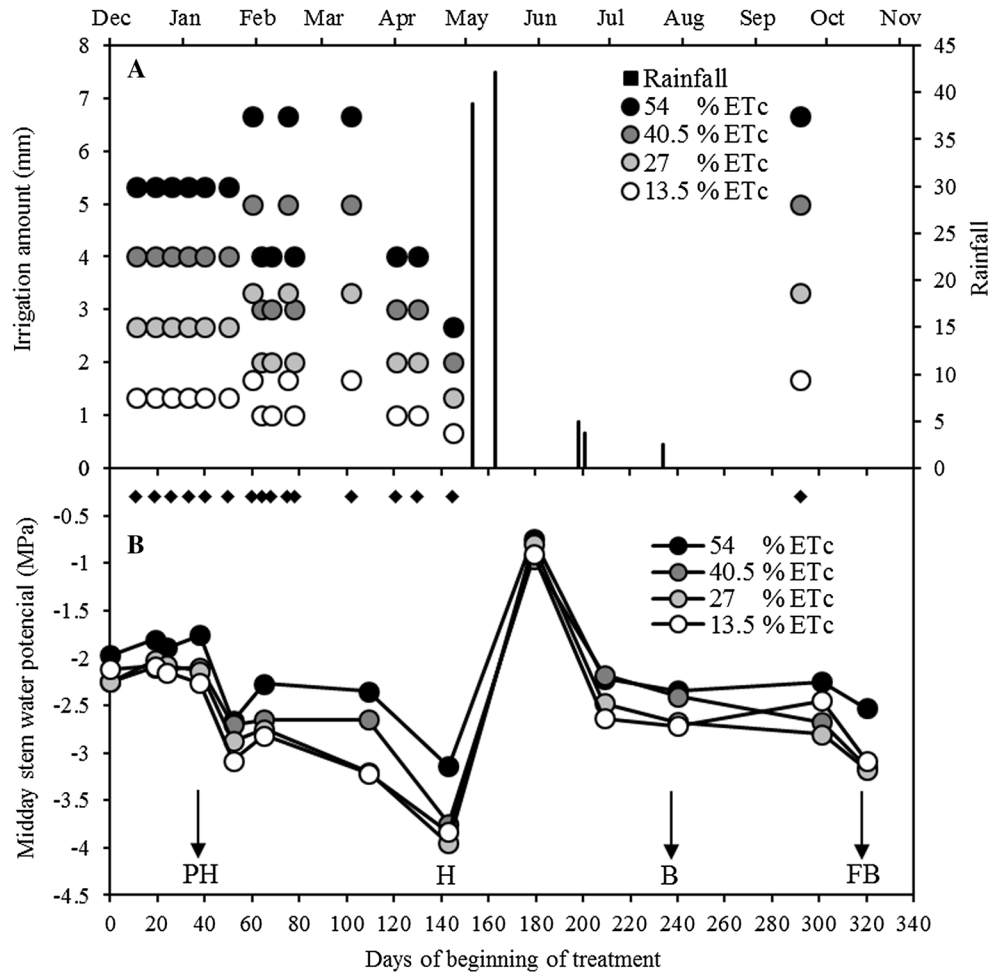 Dec Jan Feb Mar Apr May Jun Jul Aug Sep Oct Nov
8 45
A
Rainfall
54 % ETc
40.5 % ETc
27 % ETc
13.5 % ETc
7
6
5
4
3
2
1
0
Irrigation amount (mm)
40
35
30
25
20
15
10
5
0
Rainfall
B
54 % ETc
40.5 % ETc
27 % ETc
13.5 % ETc
-0.5
-1
-1.5
-2
-2.5
-3
-3.5
-4
-4.5
Midday stem water potencial (MPa)
PH H B FB
0 20 40 60 80 100 120 140 160 180 200 220 240 260 280 300 320 340
Days of beginning of treatment